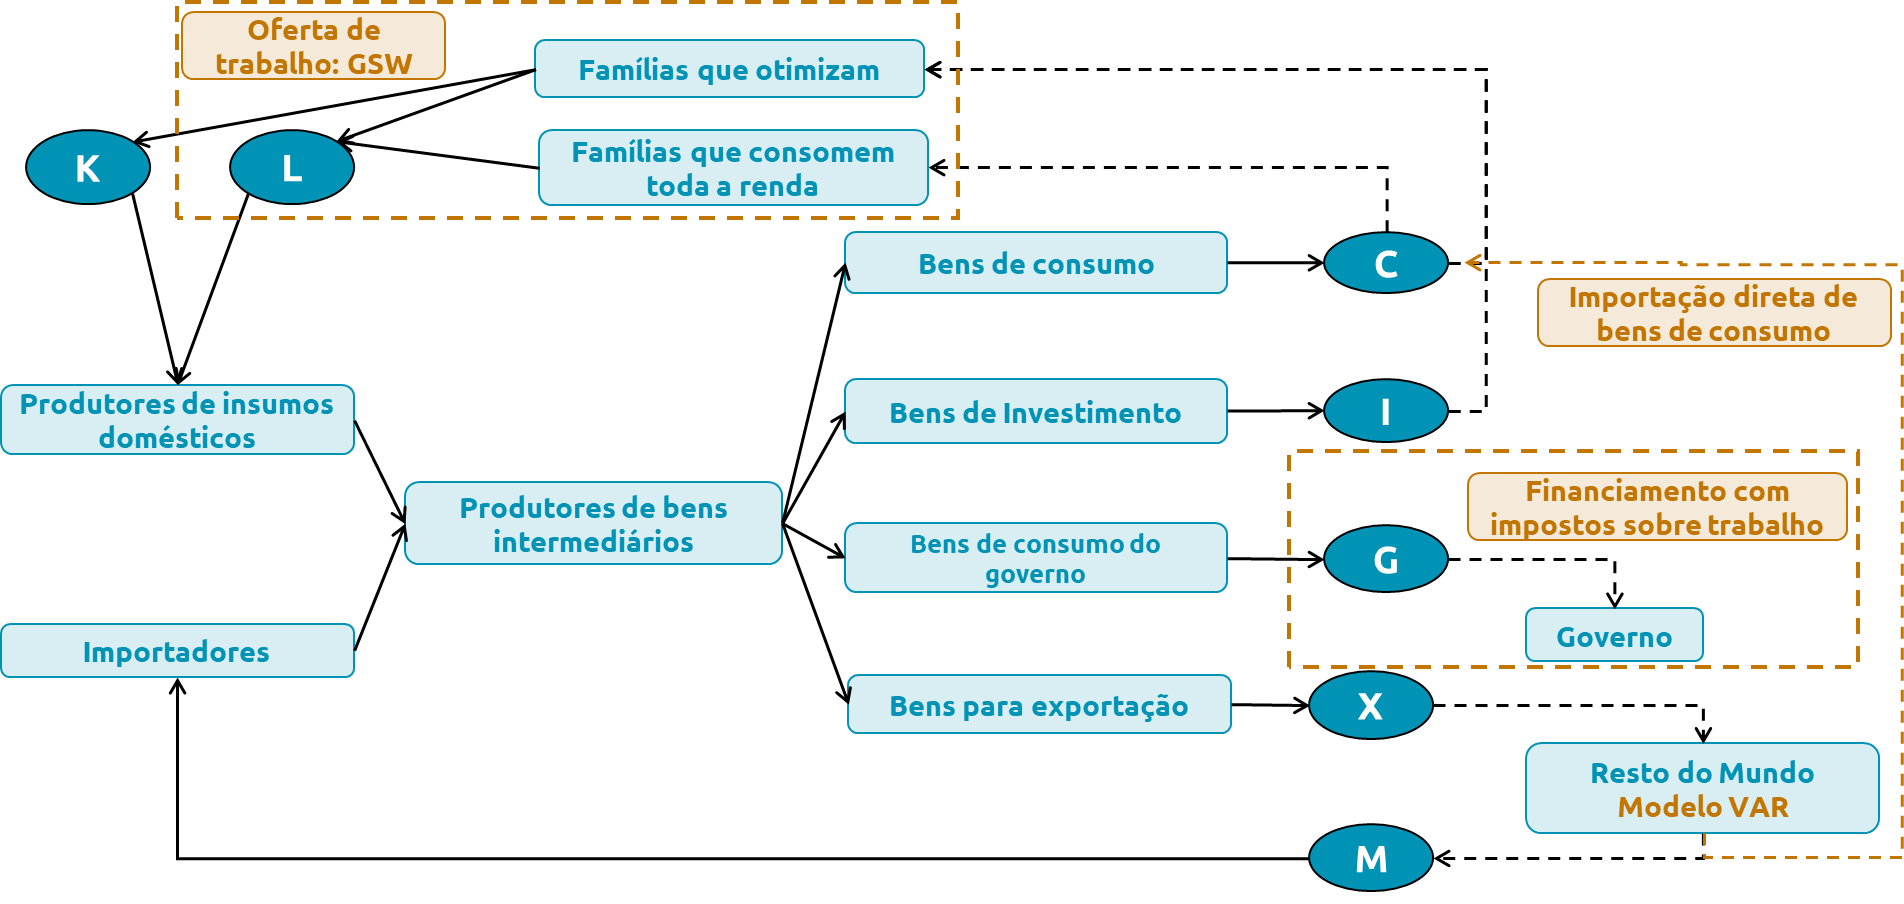 Oferta de
trabalho: GSW
Famílias que otimizam
Famílias que consomem
toda a renda
K
L
Bens de consumo
C
Importação direta de
bens de consumo
Produtores de insumos
domésticos
Bens de Investimento
I
Produtores de bens
intermediários
Financiamento com
impostos sobre trabalho
Bens de consumo do
governo
G
Governo
Importadores
Bens para exportação
X
Resto do Mundo
Modelo VAR
M